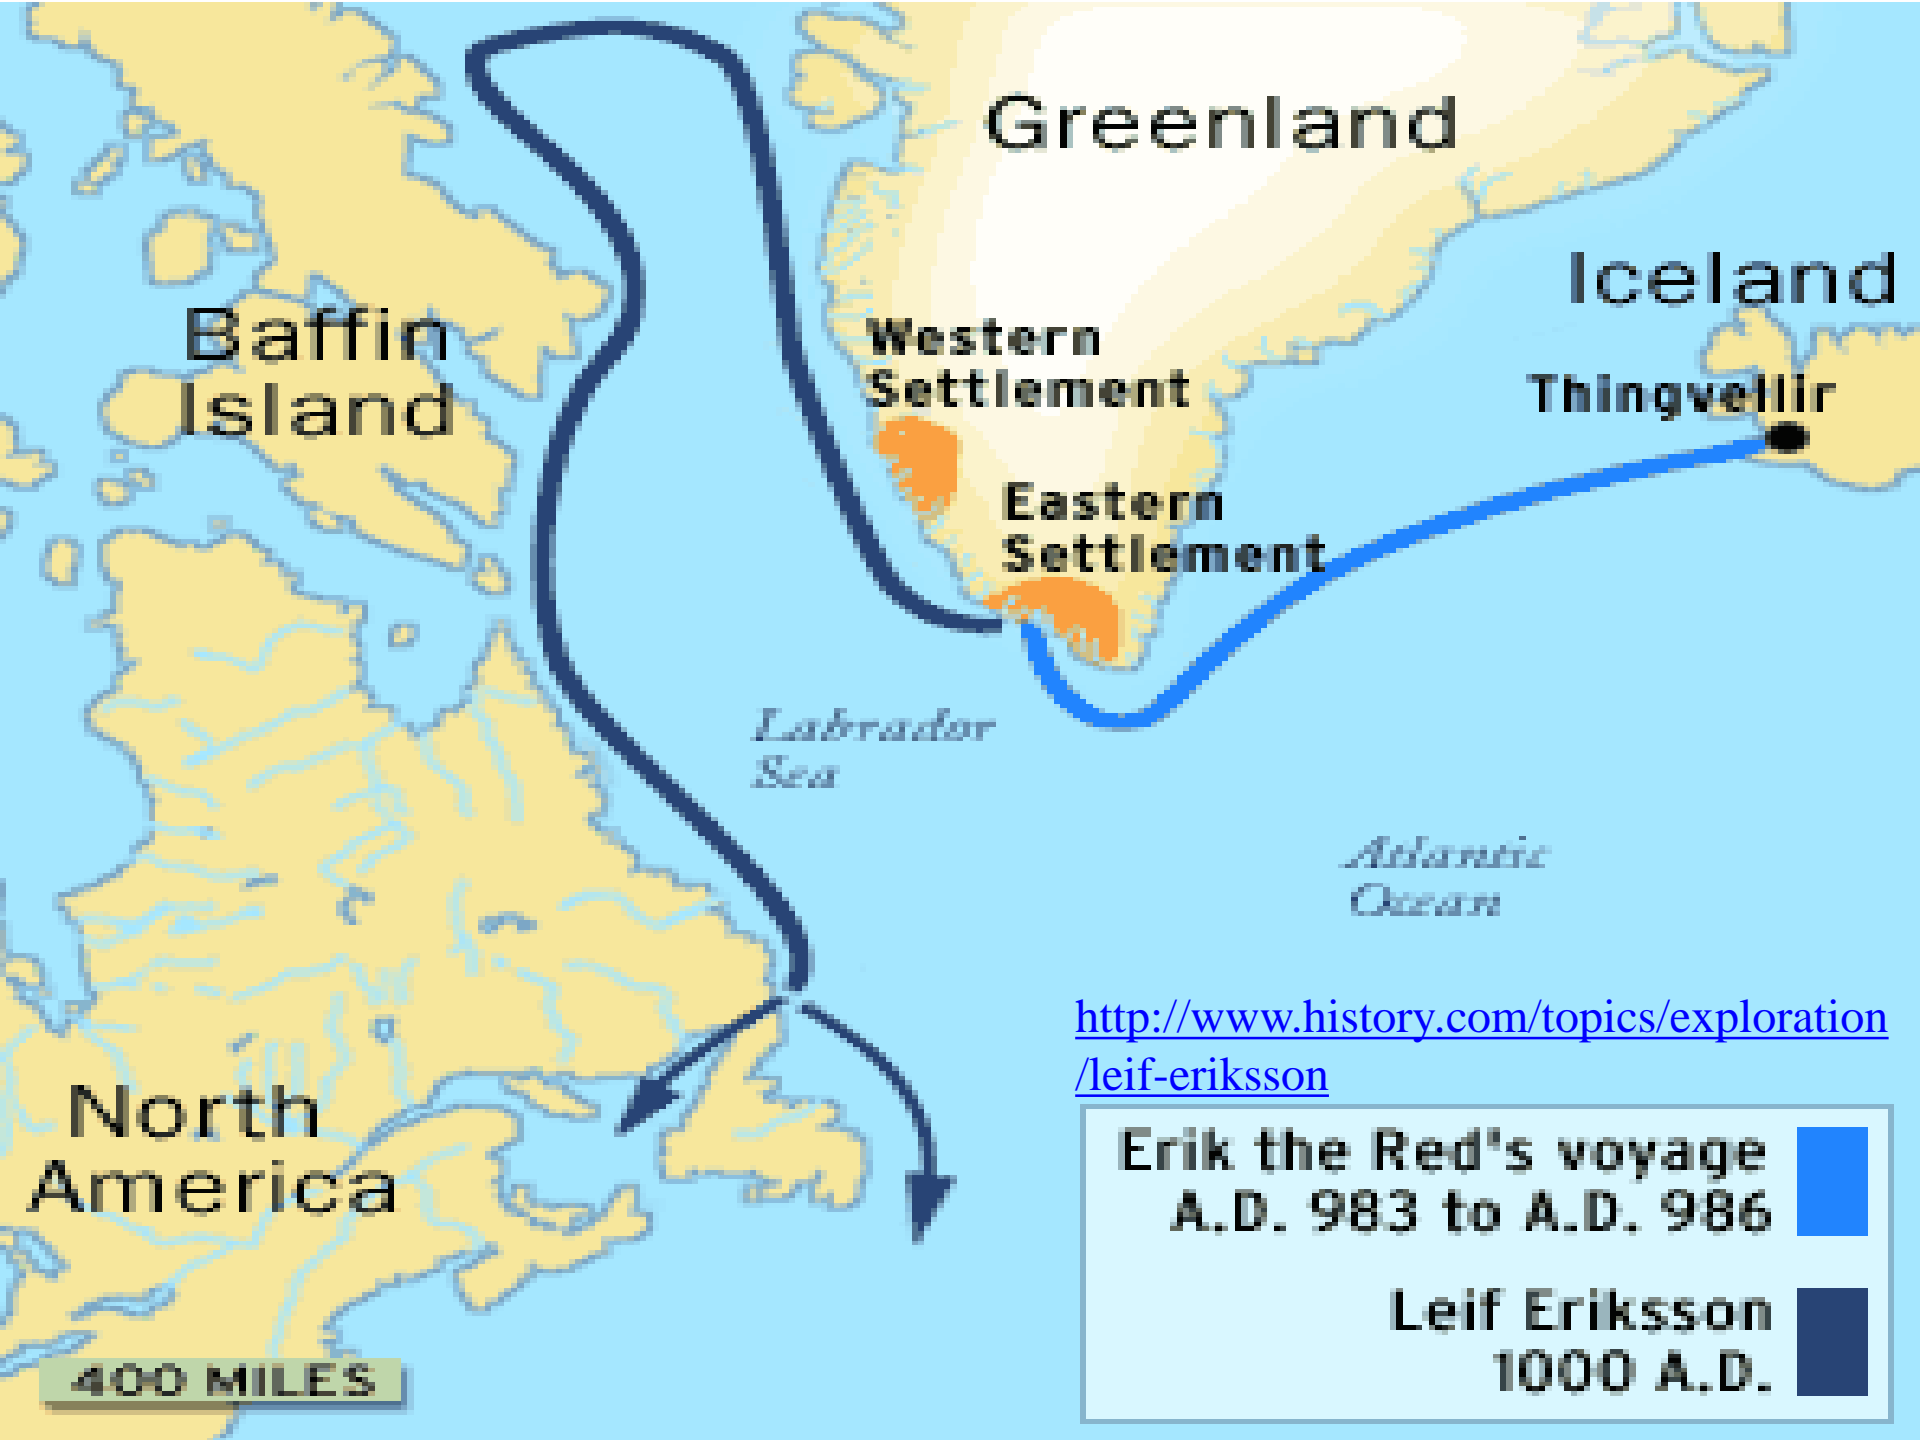 Greenland
Iceland
Baffin
Island
Western
Settlement
Thingvellir
Eastern
Settlement
Labrador
Sea
Atlantic
Ocean
North
America
http://www.history.com/topics/exploration
/leif-eriksson
Erik the Red's voyage
A.D. 983 to A.D. 986
Leif Eriksson
1000 A.D.
400 MILES